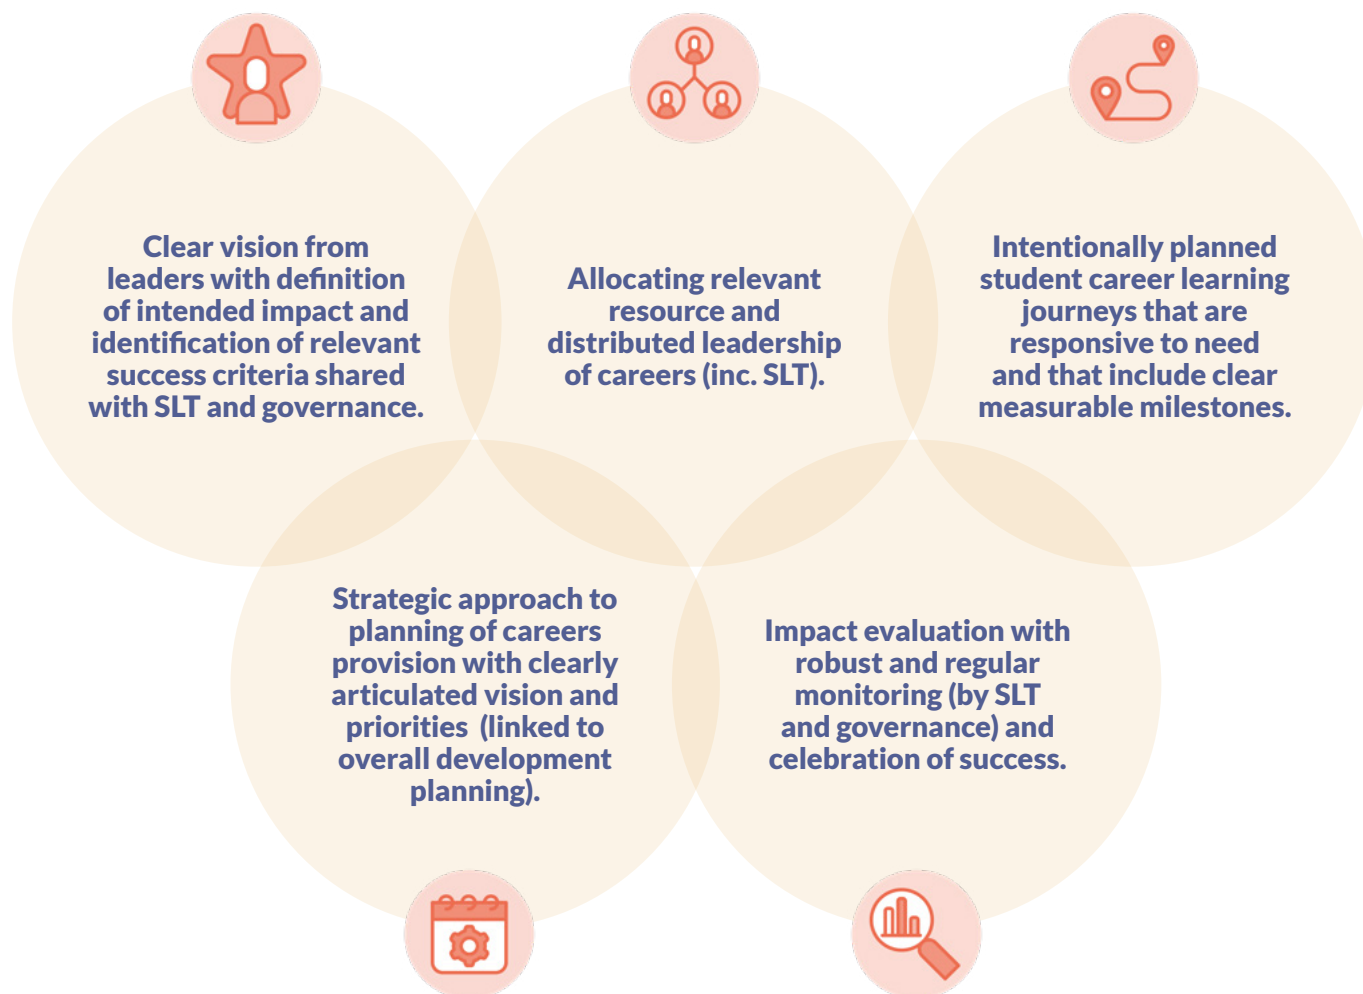 Clear vision from
leaders with definition
of intended impact and
identification of relevant
success criteria shared
with SLT and governance.
Allocating relevant
resource and
distributed leadership
of careers (inc. SLT).
Intentionally planned
student career learning
journeys that are
responsive to need
and that include clear
measurable milestones.
Strategic approach to
planning of careers
provision with clearly
articulated vision and
priorities  (linked to
overall development
planning).
Impact evaluation with
robust and regular
monitoring (by SLT
and governance) and
celebration of success.